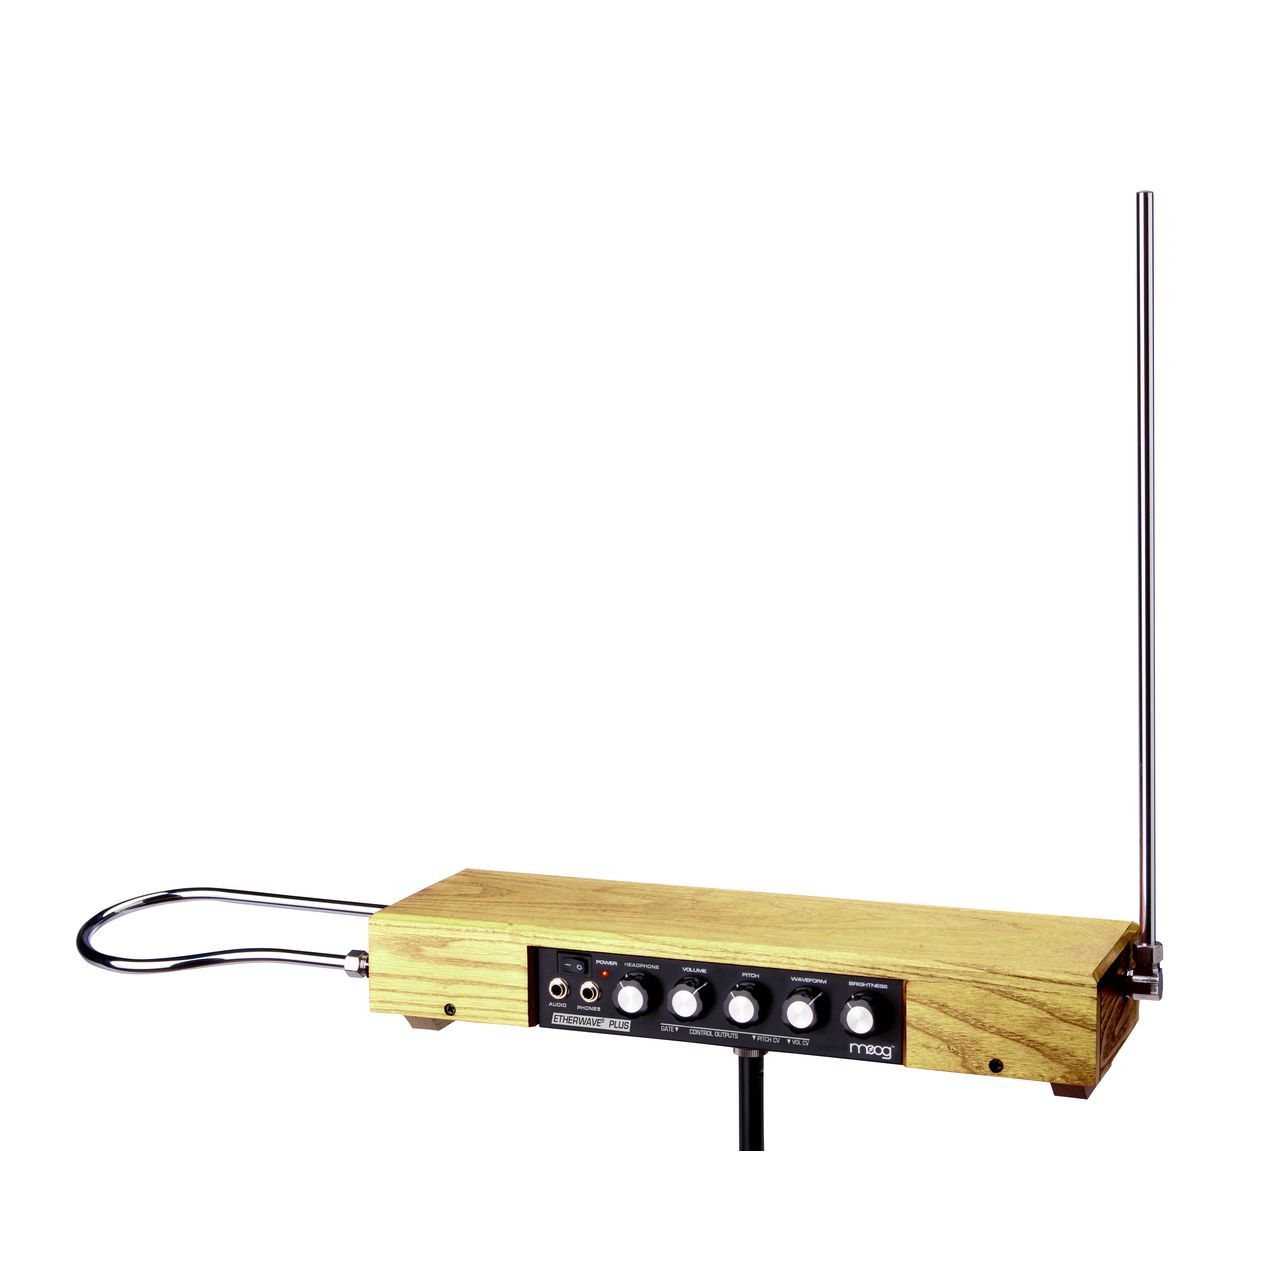 POWER HEADPHONE VOLUME PITCH WAVEFORM BRIGHTNESS
AUDIO PHONES
ETHERWAVE® PLUS
GATE ▼ CONTROL OUTPUTS ▼ PITCH CV ▼ VOL CV
moog™